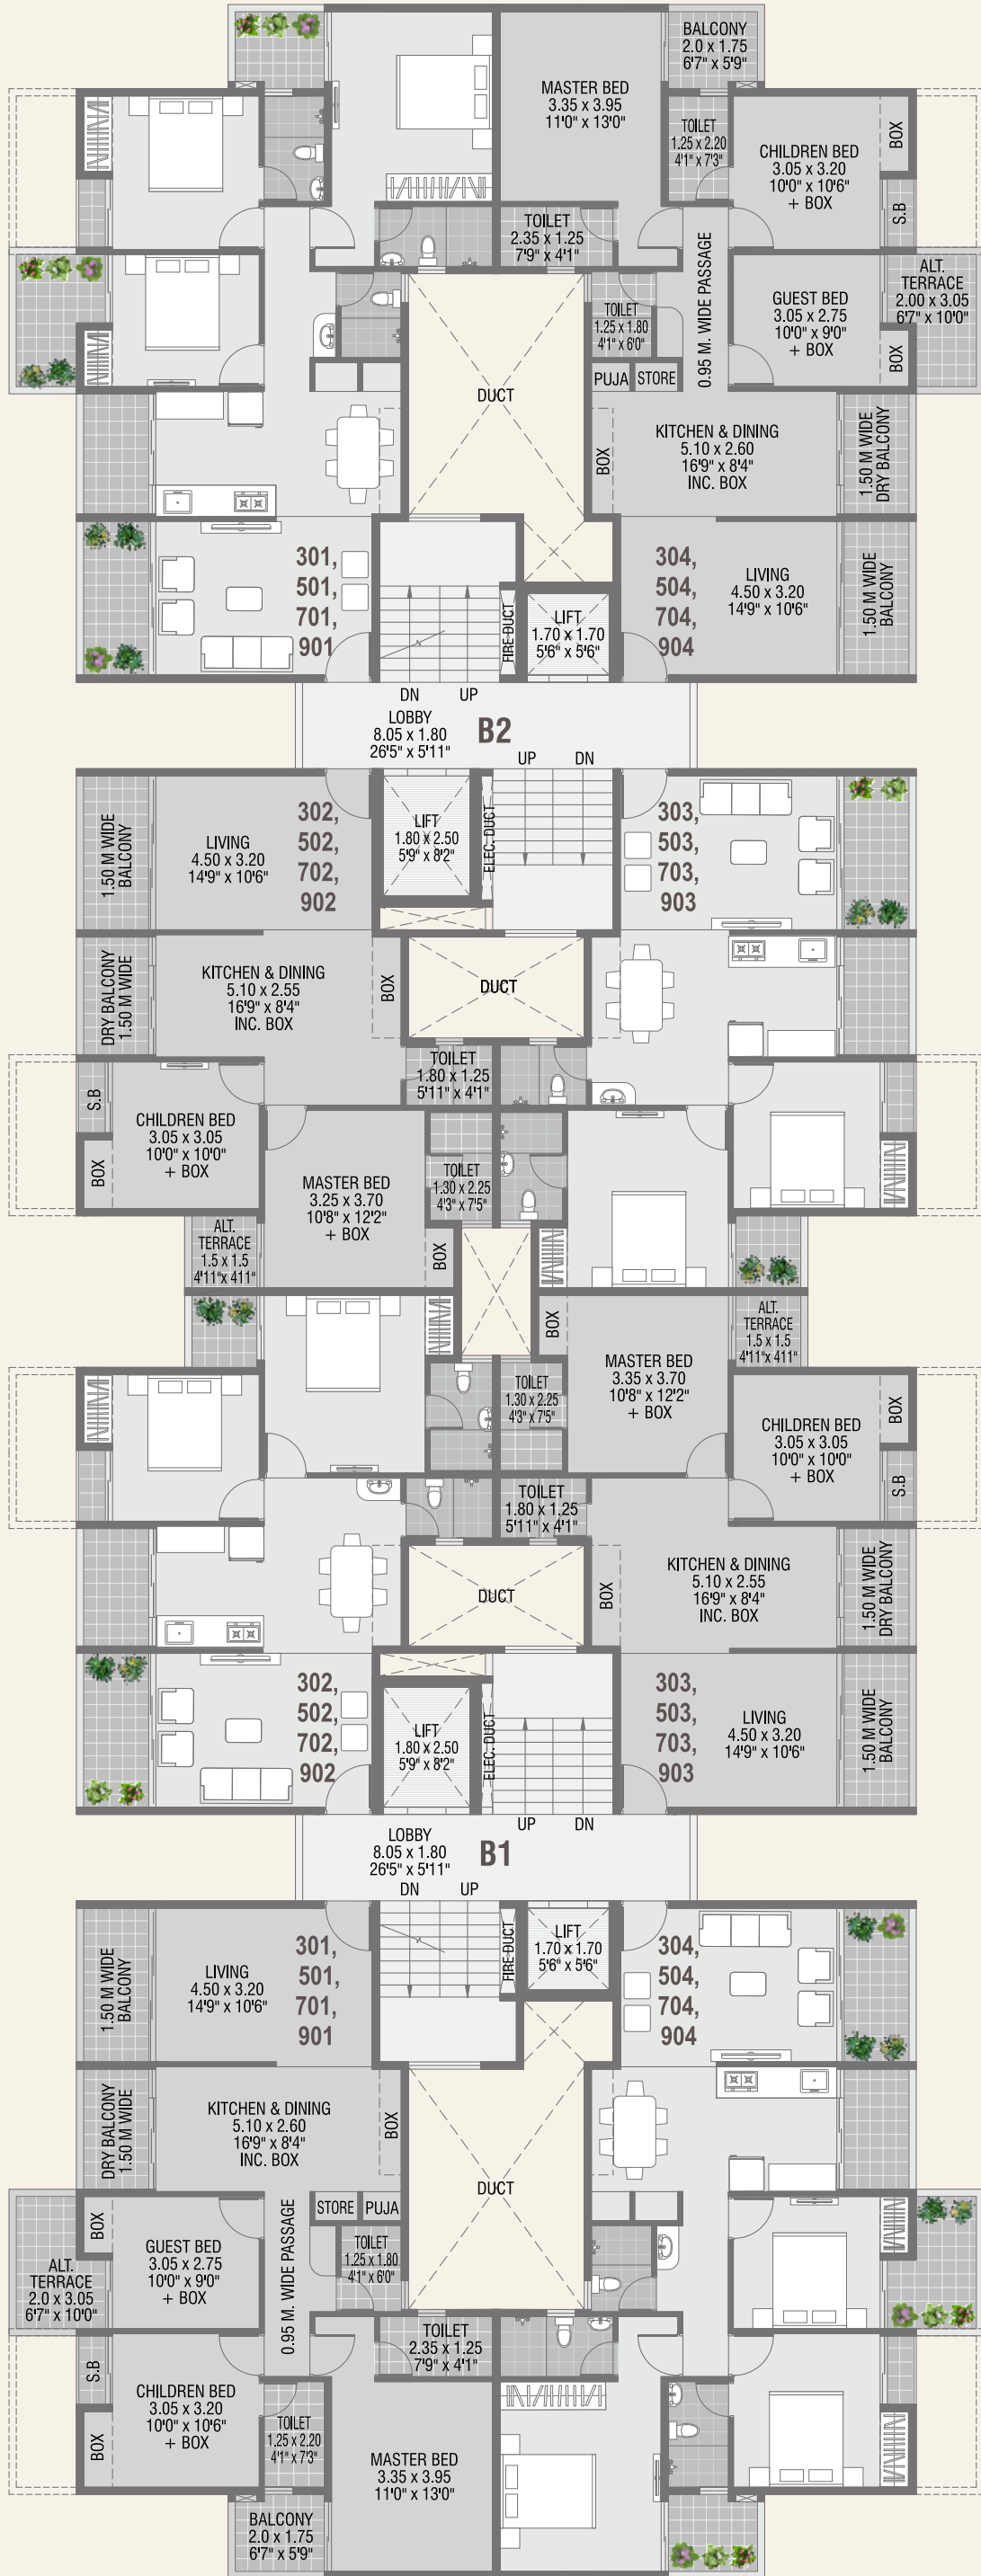 BALCONY
2.0 x 1.75
6'7" x 5'9"
MASTER BED
3.35 x 3.95
11'0" x 13'0"
TOILET
1.25 x 2.20
4'1" x 7'3"
CHILDREN BED
3.05 x 3.20
10'0" x 10'6"
+ BOX
BOX
S.B
TOILET
2.35 x 1.25
7'9" x 4'1"
0.95 M. WIDE PASSAGE
ALT.
TERRACE
2.00 x 3.05
6'7" x 10'0"
GUEST BED
3.05 x 2.75
10'0" x 9'0"
+ BOX
BOX
TOILET
1.25 x 1.80
4'1" x 6'0"
PUJA
STORE
DUCT
KITCHEN & DINING
5.10 x 2.60
16'9" x 8'4"
INC. BOX
BOX
1.50 M WIDE
DRY BALCONY
301,
501,
701,
901
304,
504,
704,
904
LIVING
4.50 x 3.20
14'9" x 10'6"
1.50 M WIDE
BALCONY
FIRE DUCT
LIFT
1.70 x 1.70
5'6" x 5'6"
DN
UP
LOBBY
8.05 x 1.80
26'5" x 5'11"
B2
UP
DN
1.50 M WIDE
BALCONY
LIVING
4.50 x 3.20
14'9" x 10'6"
302,
502,
702,
902
LIFT
1.80 x 2.50
5'9" x 8'2"
ELEC. DUCT
303,
503,
703,
903
DRY BALCONY
1.50 M WIDE
KITCHEN & DINING
5.10 x 2.55
16'9" x 8'4"
INC. BOX
BOX
DUCT
TOILET
1.80 x 1.25
5'11" x 4'1"
S.B
BOX
CHILDREN BED
3.05 x 3.05
10'0" x 10'0"
+ BOX
MASTER BED
3.25 x 3.70
10'8" x 12'2"
+ BOX
TOILET
1.30 x 2.25
4'3" x 7'5"
BOX
ALT.
TERRACE
1.5 x 1.5
4'11"x 411"
BOX
MASTER BED
3.35 x 3.70
10'8" x 12'2"
+ BOX
ALT.
TERRACE
1.5 x 1.5
4'11"x 411"
TOILET
1.30 x 2.25
4'3" x 7'5"
CHILDREN BED
3.05 x 3.05
10'0" x 10'0"
+ BOX
BOX
S.B
TOILET
1.80 x 1.25
5'11" x 4'1"
DUCT
BOX
KITCHEN & DINING
5.10 x 2.55
16'9" x 8'4"
INC. BOX
1.50 M WIDE
DRY BALCONY
302,
502,
702,
902
LIFT
1.80 x 2.50
5'9" x 8'2"
ELEC. DUCT
303,
503,
703,
903
LIVING
4.50 x 3.20
14'9" x 10'6"
1.50 M WIDE
BALCONY
UP
DN
LOBBY
8.05 x 1.80
26'5" x 5'11"
B1
DN
UP
1.50 M WIDE
BALCONY
LIVING
4.50 x 3.20
14'9" x 10'6"
301,
501,
701,
901
FIRE DUCT
LIFT
1.70 x 1.70
5'6" x 5'6"
304,
504,
704,
904
DRY BALCONY
1.50 M WIDE
KITCHEN & DINING
5.10 x 2.60
16'9" x 8'4"
INC. BOX
BOX
DUCT
STORE
PUJA
BOX
GUEST BED
3.05 x 2.75
10'0" x 9'0"
+ BOX
0.95 M. WIDE PASSAGE
TOILET
1.25 x 1.80
4'1" x 6'0"
ALT.
TERRACE
2.0 x 3.05
6'7" x 10'0"
TOILET
2.35 x 1.25
7'9" x 4'1"
S.B
BOX
CHILDREN BED
3.05 x 3.20
10'0" x 10'6"
+ BOX
TOILET
1.25 x 2.20
4'1" x 7'3"
MASTER BED
3.35 x 3.95
11'0" x 13'0"
BALCONY
2.0 x 1.75
6'7" x 5'9"